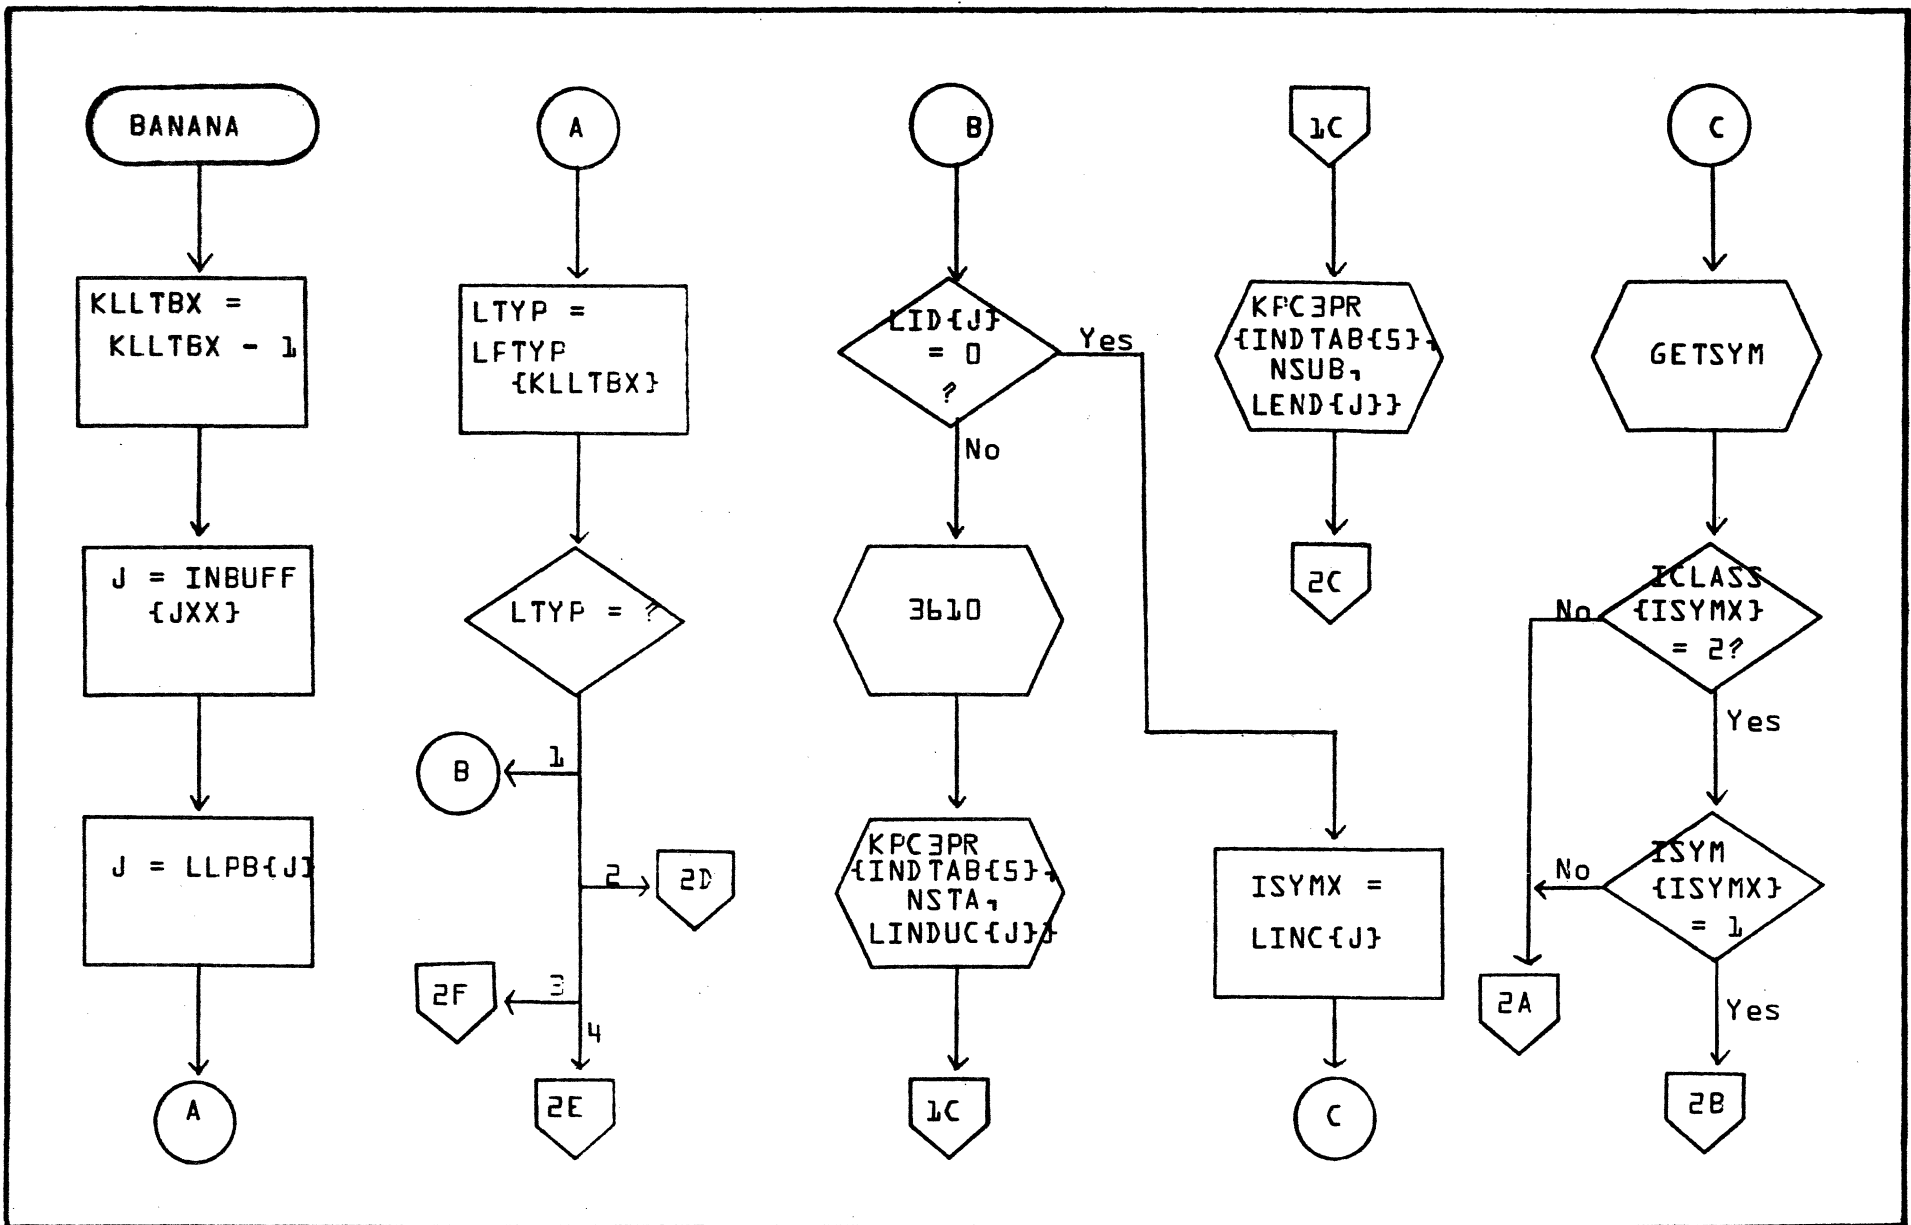 BANANA
KLLTBX =
KLLTBX - 1
J = INBUFF
{JXX}
J = LLPB{J}
A
A
LTYP =
LFTYP
{KLLTBX}
LTYP = ?
1
B
2
2D
3
2F
4
2E
B
LID{J}
= 0
?
Yes
No
3610
KPC3PR
{INDTAB{5},
NSTA,
LINDUC{J}}
1C
1C
KPC3PR
{INDTAB{5},
NSUB,
LEND{J}}
2C
ISYMX =
LINC{J}
C
C
GETSYM
ICLASS
{ISYMX}
= 2?
No
Yes
ISYM
{ISYMX}
= 1
No
2A
Yes
2B